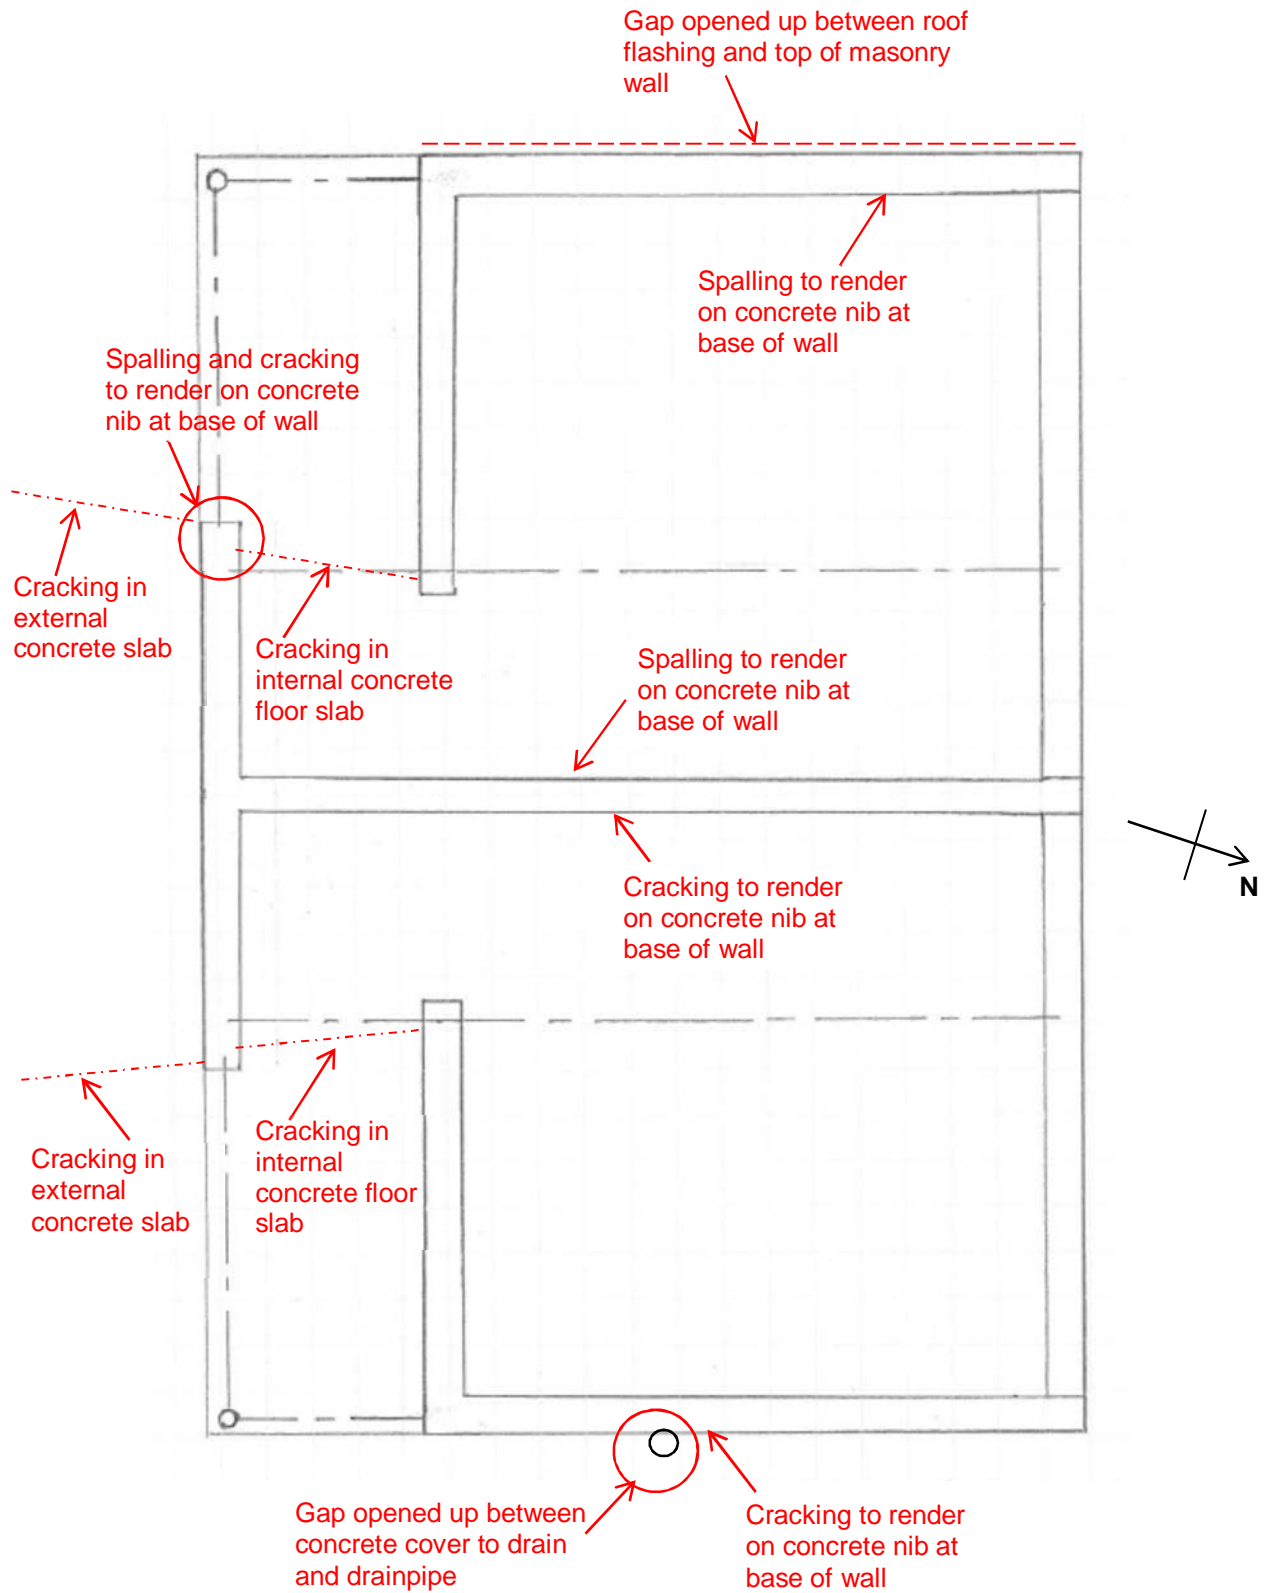 Gap opened up between roof
flashing and top of masonry
wall
Spalling to render
on concrete nib at
base of wall
Spalling and cracking
to render on concrete
nib at base of wall
Cracking in
external
concrete slab
Cracking in
internal concrete
floor slab
Spalling to render
on concrete nib at
base of wall
Cracking to render
on concrete nib at
base of wall
N
Cracking in
external
concrete slab
Cracking in
internal
concrete floor
slab
Gap opened up between
concrete cover to drain
and drainpipe
Cracking to render
on concrete nib at
base of wall